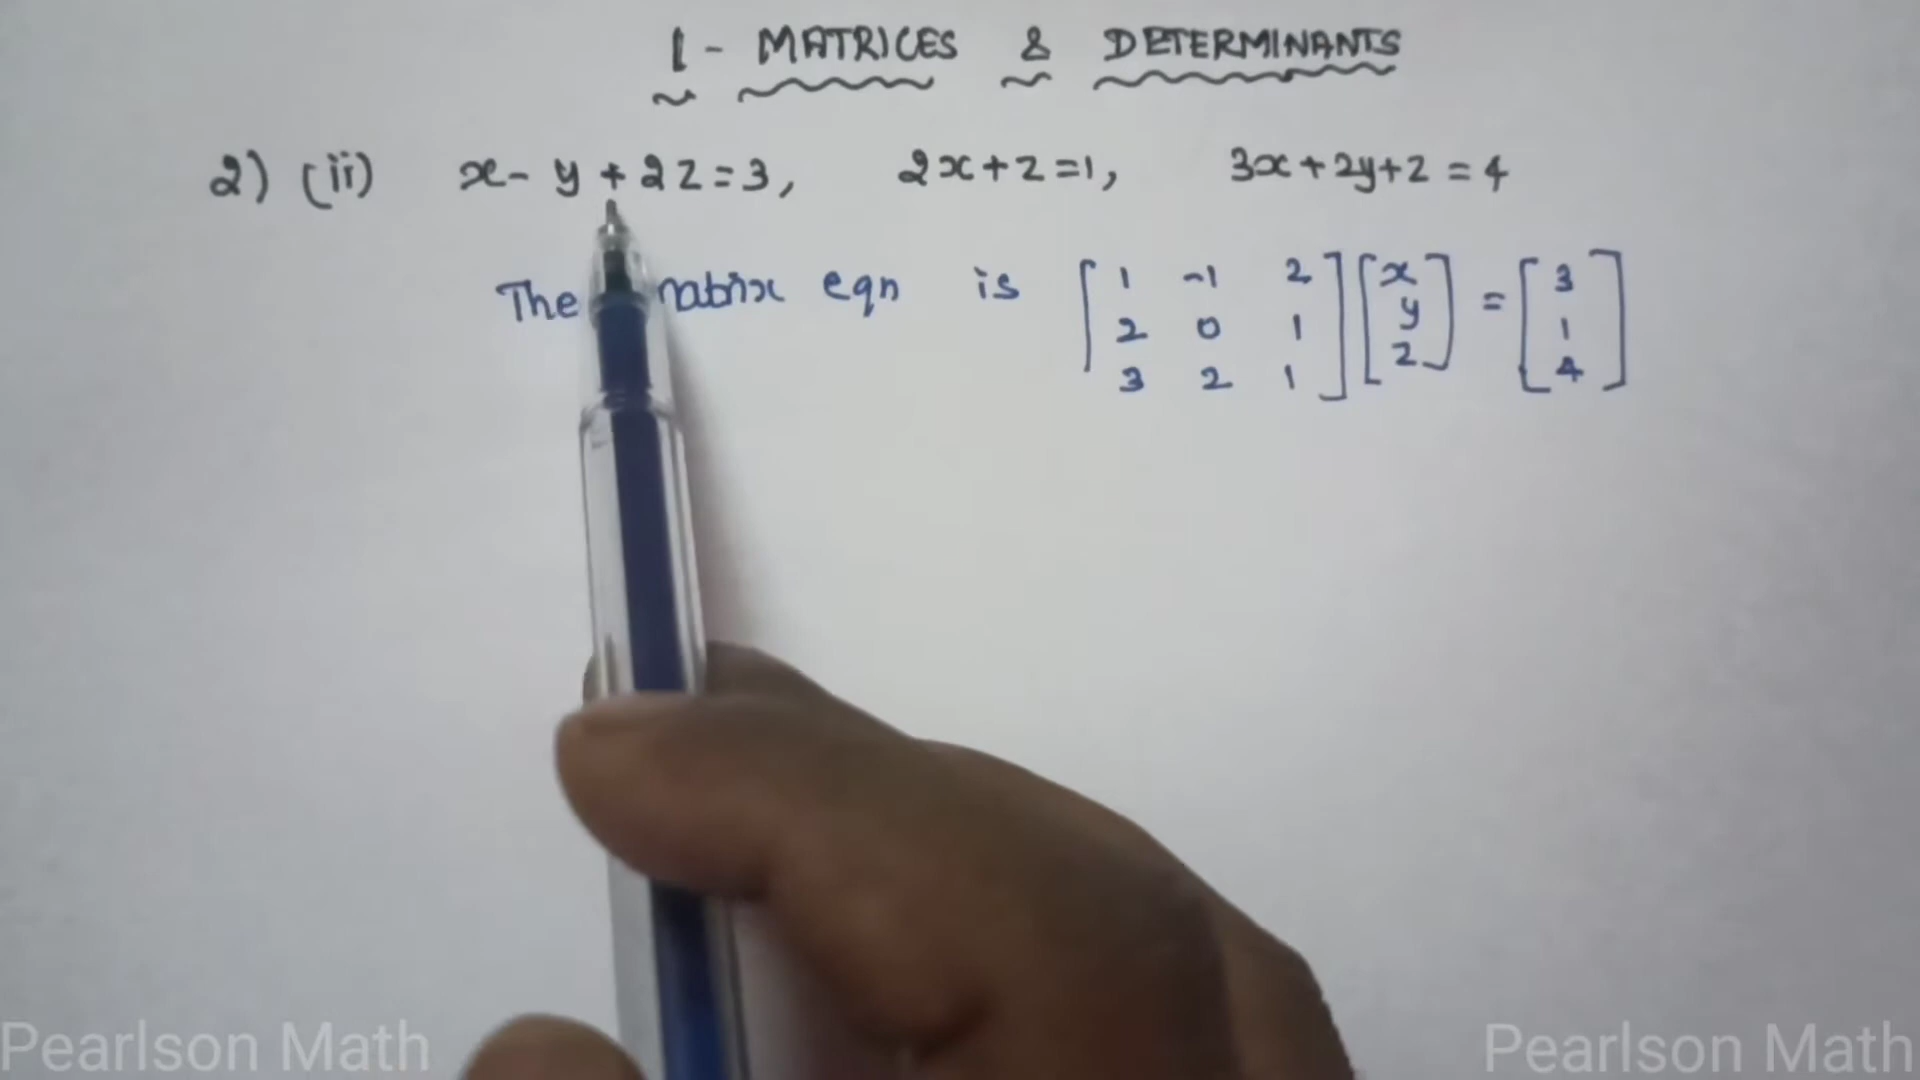 1 - MATRICES & DETERMINANTS
2) (ii) x - y + 2z = 3, 2x + z = 1, 3x + 2y + z = 4
The eqn is [1 -1 2] [x] = [3]
[2 0 1] [y] [1]
[3 2 1] [z] [4]
Pearlson Math Pearlson Math